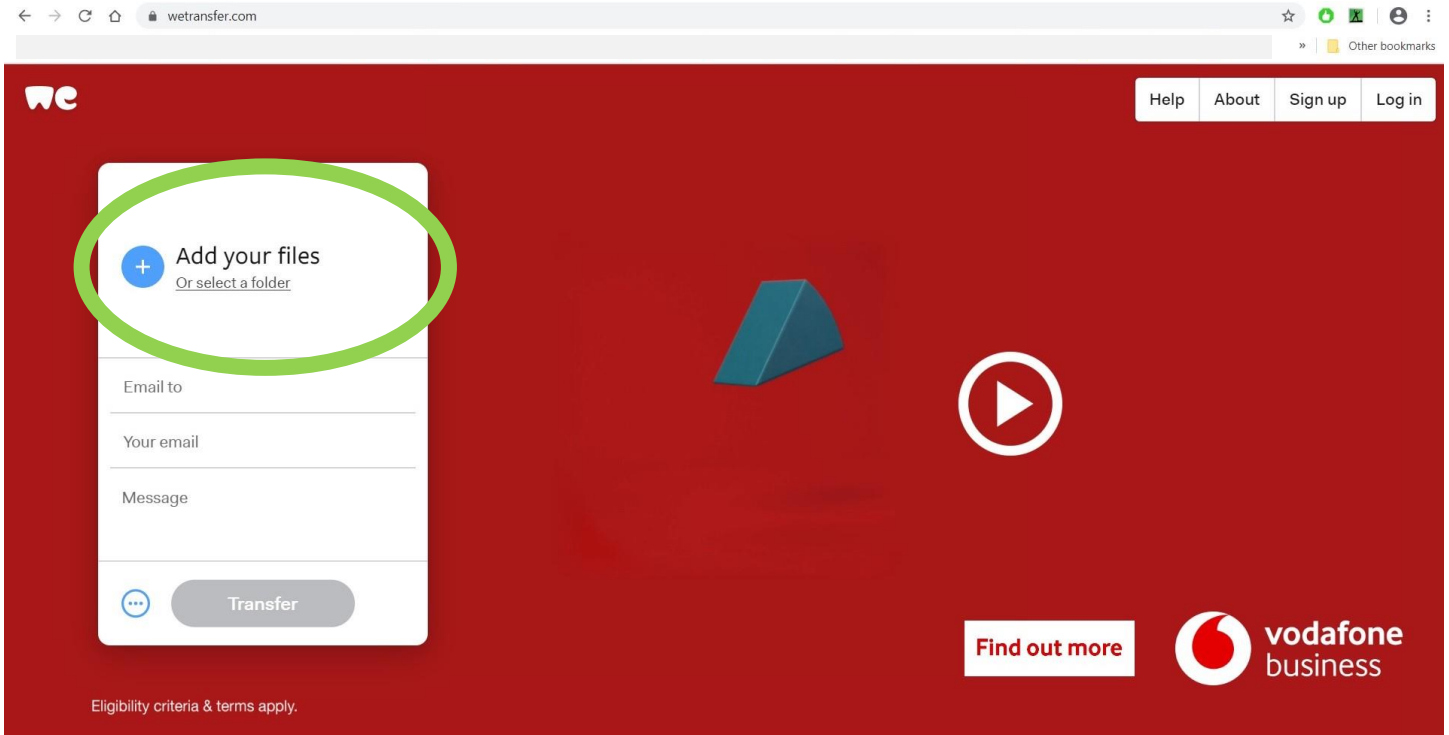 wetransfer.com
» Other bookmarks
we
Help About Sign up Log in
Add your files
Or select a folder
Email to
Your email
Message
Transfer
Find out more
vodafone
business
Eligibility criteria & terms apply.